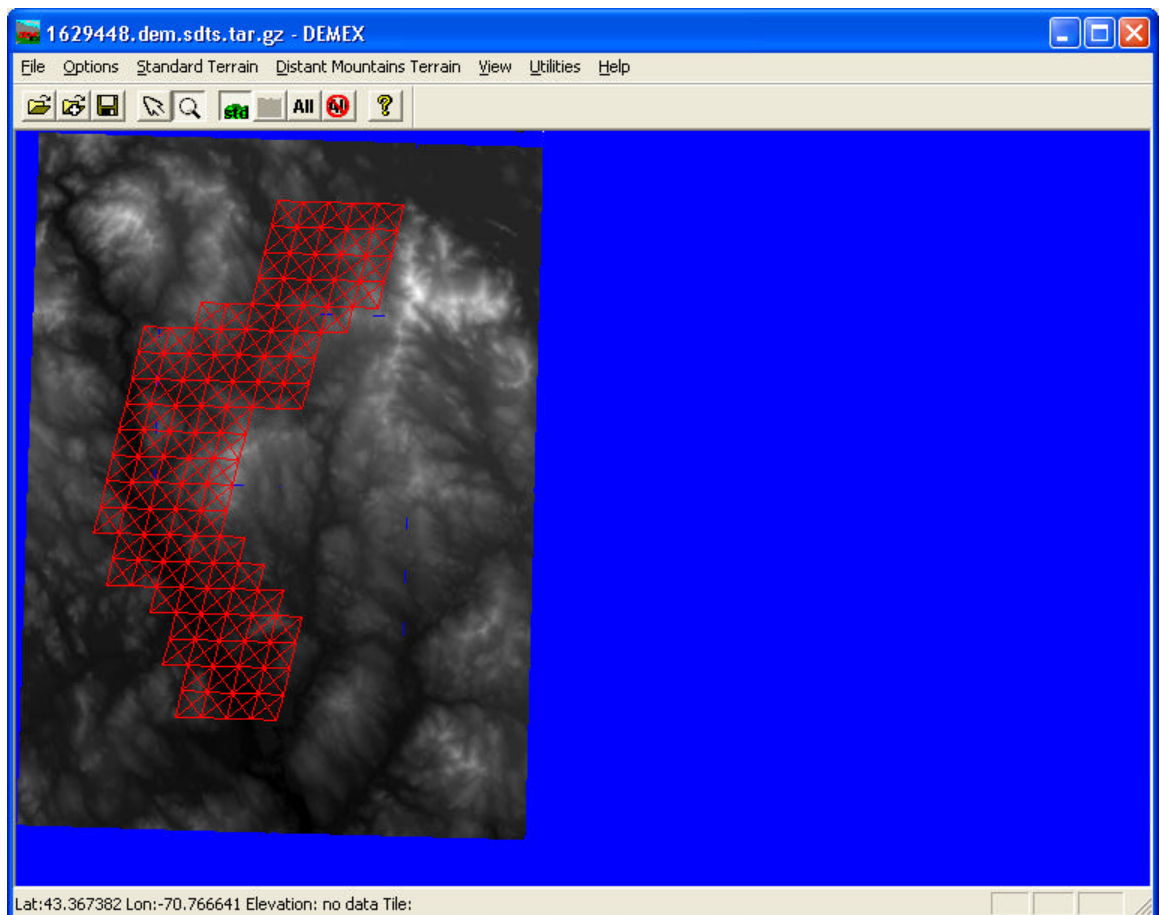 1629448.dem.sdts.tar.gz - DEMEX
File Options Standard Terrain Distant Mountains Terrain View Utilities Help
std All All ?
Lat:43.367382 Lon:-70.766641 Elevation: no data Tile: